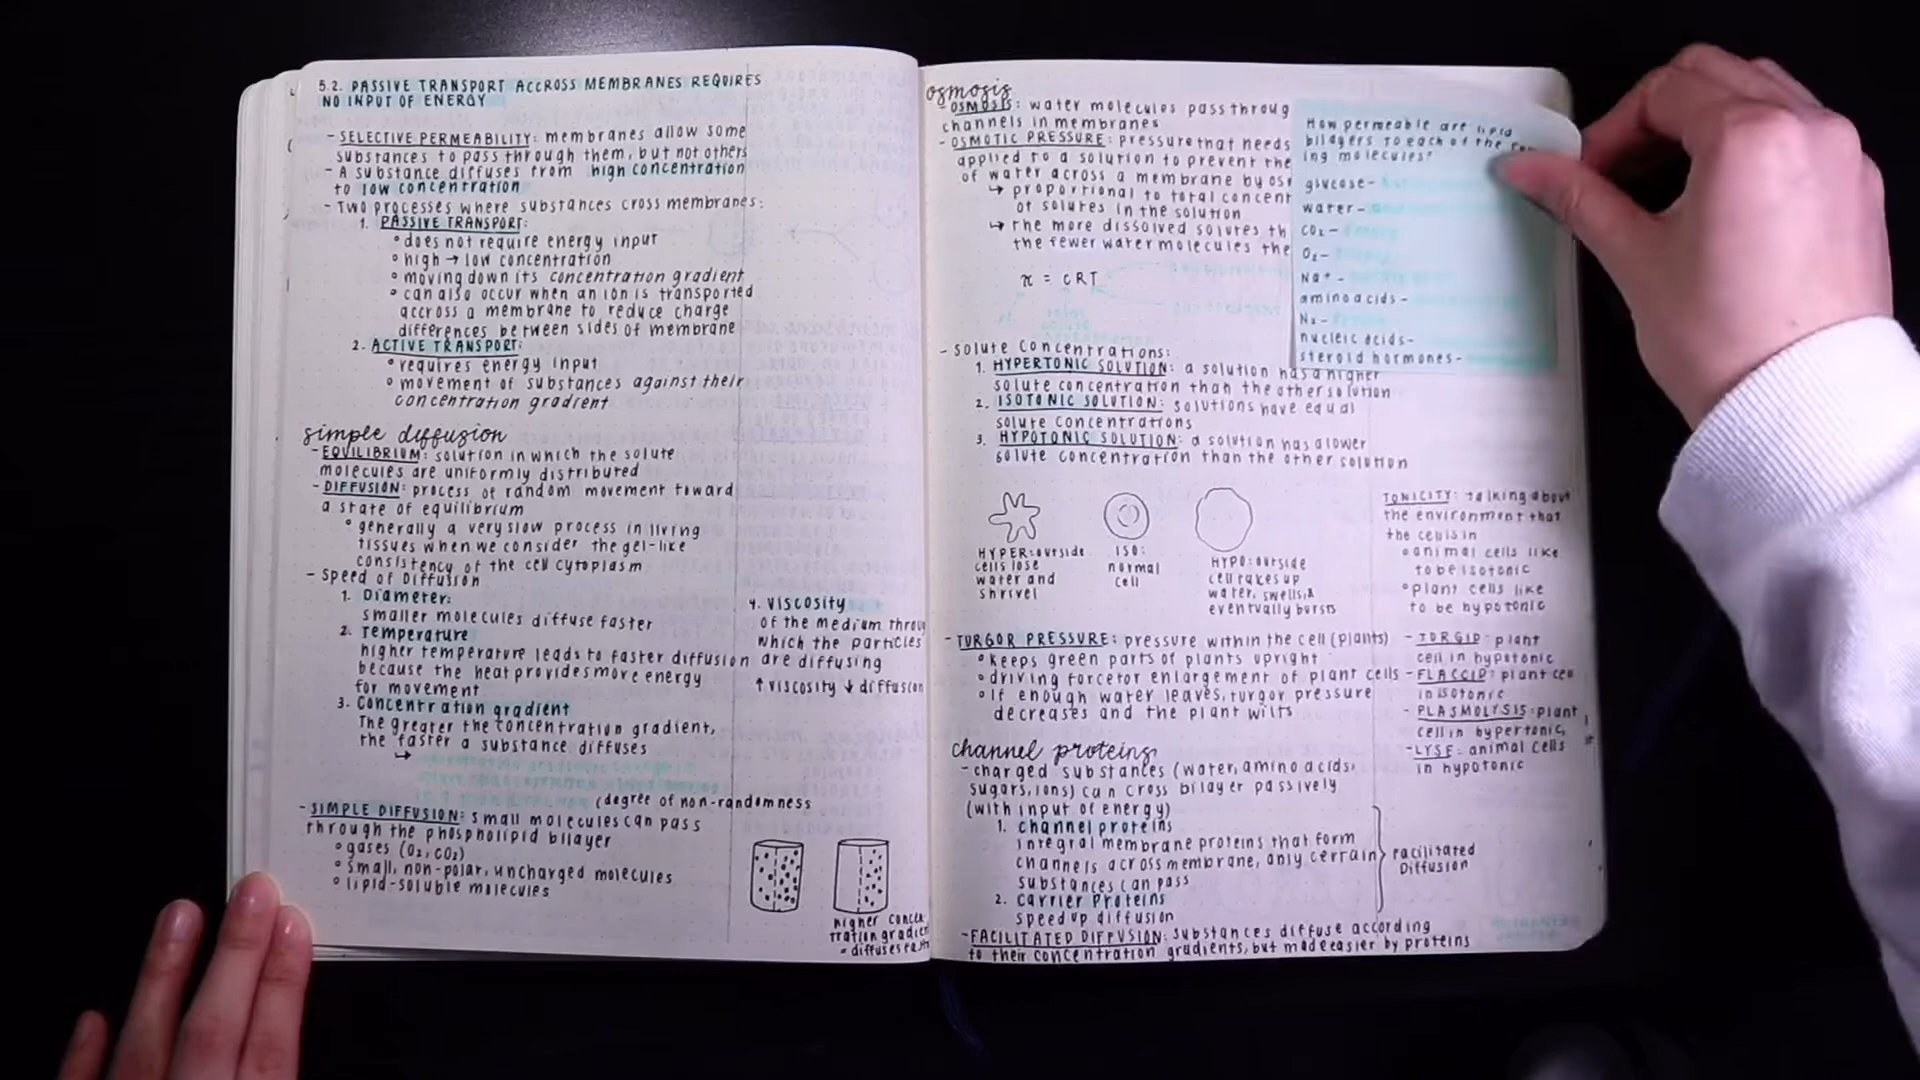 5.2. PASSIVE TRANSPORT ACCROSS MEMBRANES REQUIRES
NO INPUT OF ENERGY
- SELECTIVE PERMEABILITY: membranes allow some
substances to pass through them, but not others
- A substance diffuses from high concentration
to low concentration
- Two processes where substances cross membranes:
1. PASSIVE TRANSPORT:
° does not require energy input
° high → low concentration
° moving down its concentration gradient
° can also occur when an ion is transported
accross a membrane to reduce charge
differences between sides of membrane
2. ACTIVE TRANSPORT:
° requires energy input
° movement of substances against their
concentration gradient
simple diffusion
- EQUILIBRIUM: solution in which the solute
molecules are uniformly distributed
- DIFFUSION: process of random movement toward
a state of equilibrium
° generally a very slow process in living
tissues when we consider the gel-like
consistency of the cell cytoplasm
- Speed of Diffusion
1. Diameter:
smaller molecules diffuse faster
2. Temperature
higher temperature leads to faster diffusion
because the heat provides more energy
for movement
3. Concentration gradient
The greater the concentration gradient,
the faster a substance diffuses
↳
(degree of non-randomness
4. Viscosity
of the medium throu
which the particles
are diffusing
↑ viscosity ↓ diffusion
- SIMPLE DIFFUSION: small molecules can pass
through the phospholipid bilayer
° gases (O₂, CO₂)
° small, non-polar, uncharged molecules
° lipid-soluble molecules
higher concen
tration gradien
= diffuses
osmosis
- OSMOSIS: water molecules pass throug
channels in membranes
- OSMOTIC PRESSURE: pressure that needs
applied to a solution to prevent the
of water across a membrane by os
↳ proportional to total concent
of solutes in the solution
↳ the more dissolved solutes th
the fewer water molecules the
π = cRT
How permeable are lipid
bilayers to each of the
ing molecules?
glucose-
water-
CO₂-
O₂-
Na⁺-
amino acids-
N₂-
nucleic acids-
steroid hormones-
- Solute Concentrations:
1. HYPERTONIC SOLUTION: a solution has a higher
solute concentration than the other solution
2. ISOTONIC SOLUTION: solutions have equal
solute concentrations
3. HYPOTONIC SOLUTION: a solution has a lower
solute concentration than the other solution
HYPER: outside
cells lose
water and
shrivel
ISO:
normal
cell
HYPO: outside
cell takes up
water, swells, &
eventually bursts
TONICITY: talking about
the environment that
the cell is in
° animal cells like
to be isotonic
° plant cells like
to be hypotonic
- TURGOR PRESSURE: pressure within the cell (plants)
° keeps green parts of plants upright
° driving force for enlargement of plant cells
° If enough water leaves, turgor pressure
decreases and the plant wilts
- TURGID: plant
cell in hypotonic
- FLACCID: plant cell
in isotonic
- PLASMOLYSIS: plant
cell in hypertonic
- LYSE: animal cells
in hypotonic
channel proteins
- charged substances (water, amino acids,
sugars, ions) can cross bilayer passively
(with input of energy)
1. channel proteins
integral membrane proteins that form
channels across membrane, only certain
substances can pass
2. Carrier Proteins
speed up diffusion
Facilitated
Diffusion
- FACILITATED DIFFUSION: substances diffuse according
to their concentration gradients, but made easier by proteins